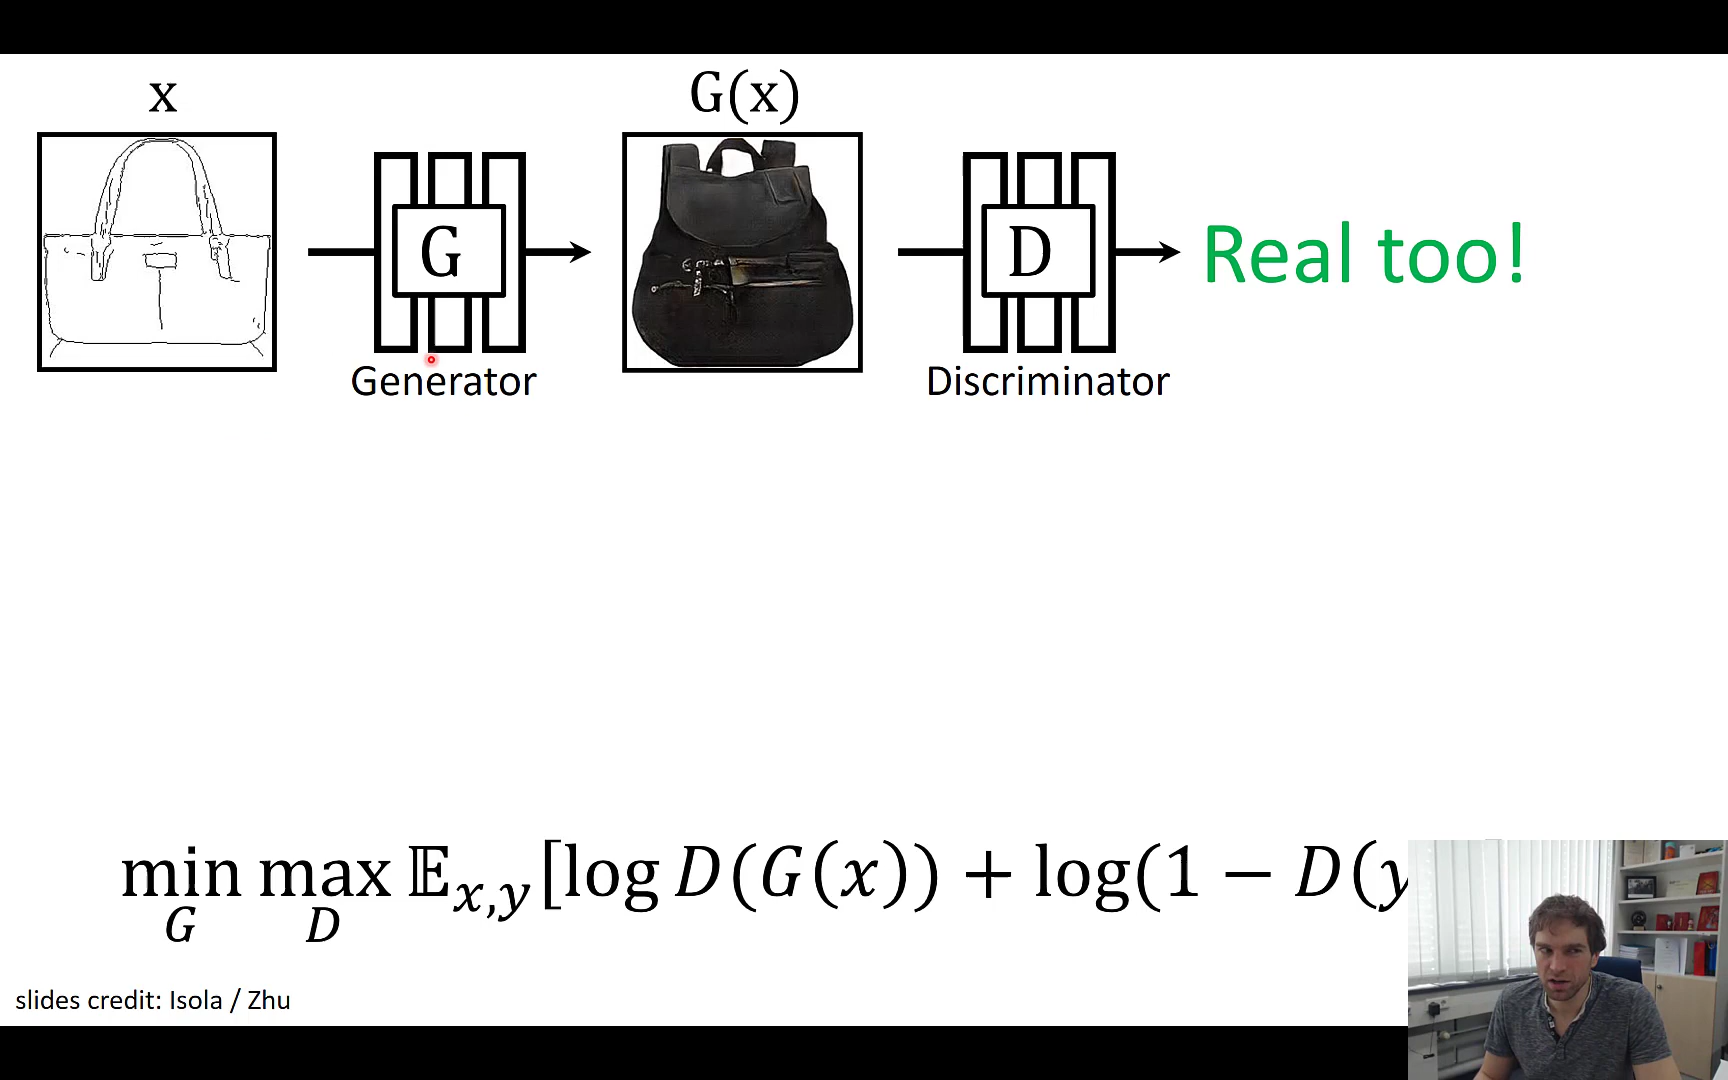 x
G(x)
G
D
Real too!
Generator
Discriminator
min max 𝔼x,y [log D(G(x)) + log(1 − D(y
G D
slides credit: Isola / Zhu